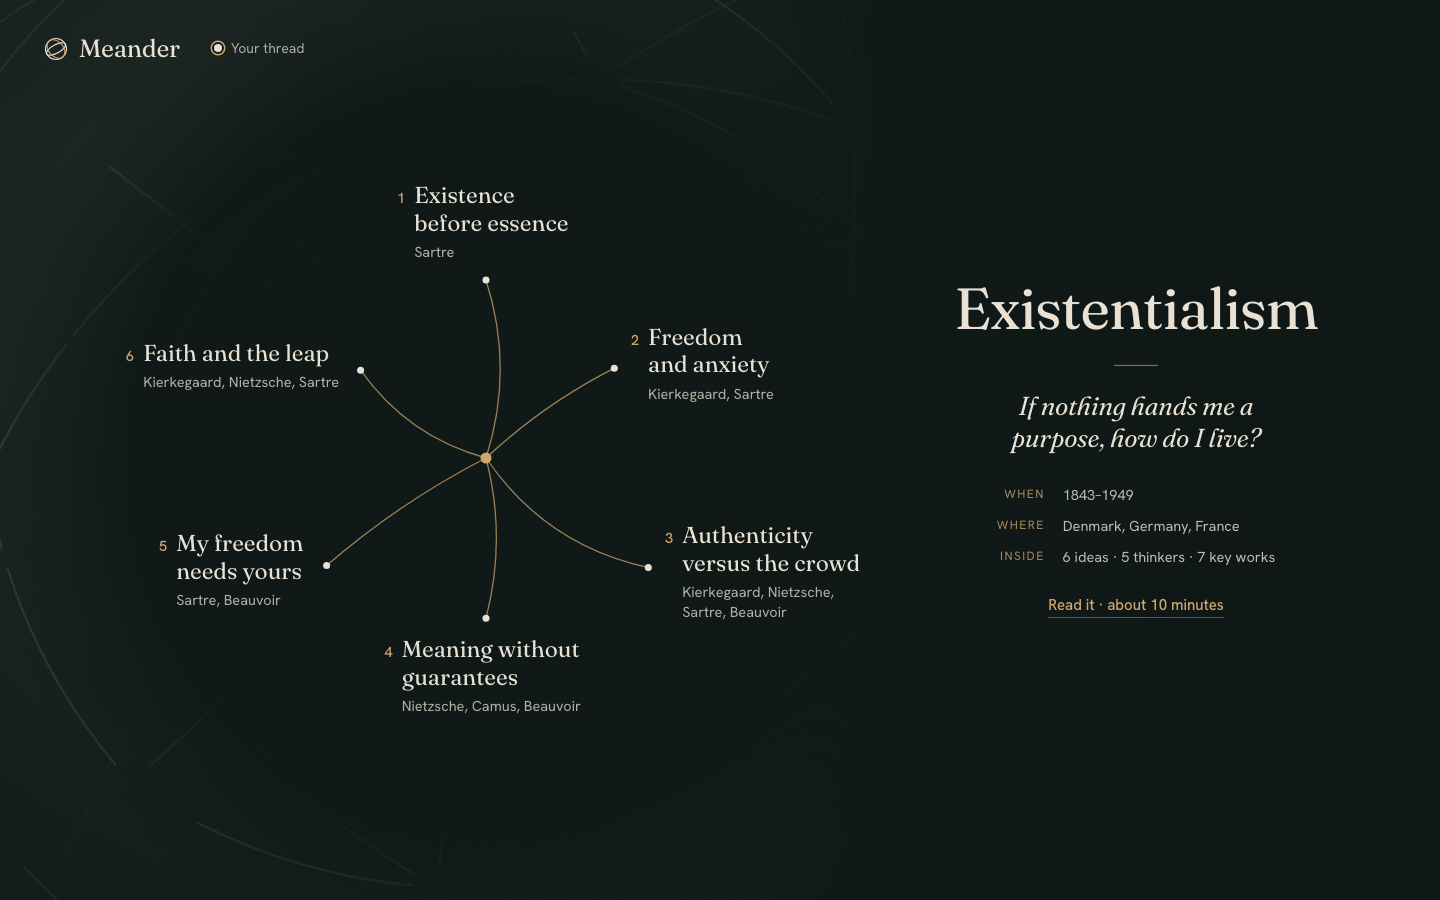 Meander
Your thread
1 Existence
before essence
Sartre
2 Freedom
and anxiety
Kierkegaard, Sartre
3 Authenticity
versus the crowd
Kierkegaard, Nietzsche,
Sartre, Beauvoir
4 Meaning without
guarantees
Nietzsche, Camus, Beauvoir
5 My freedom
needs yours
Sartre, Beauvoir
6 Faith and the leap
Kierkegaard, Nietzsche, Sartre
Existentialism
If nothing hands me a
purpose, how do I live?
WHEN 1843–1949
WHERE Denmark, Germany, France
INSIDE 6 ideas · 5 thinkers · 7 key works
Read it · about 10 minutes